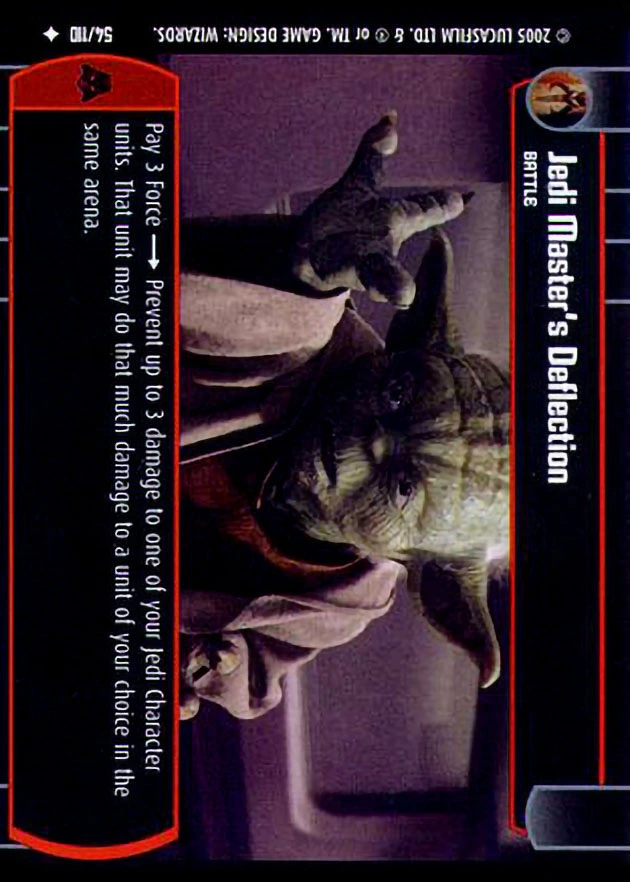 Jedi Master's Deflection
BATTLE
Pay 3 Force → Prevent up to 3 damage to one of your Jedi Character
units. That unit may do that much damage to a unit of your choice in the
same arena.
© 2005 LUCASFILM LTD. & ® or TM. GAME DESIGN: WIZARDS.
54/110